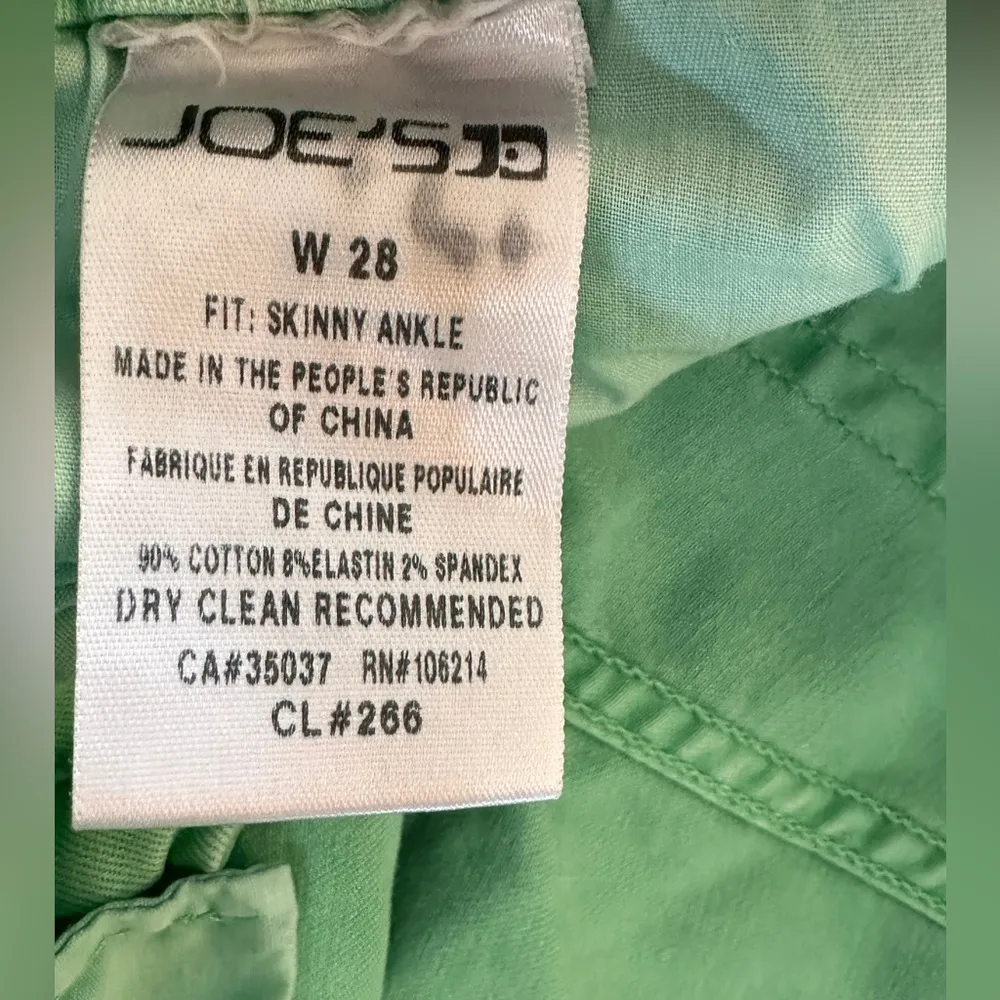 JOE'S
W 28
FIT: SKINNY ANKLE
MADE IN THE PEOPLE'S REPUBLIC
OF CHINA
FABRIQUE EN REPUBLIQUE POPULAIRE
DE CHINE
90% COTTON 8%ELASTIN 2% SPANDEX
DRY CLEAN RECOMMENDED
CA#35037 RN#106214
CL#266